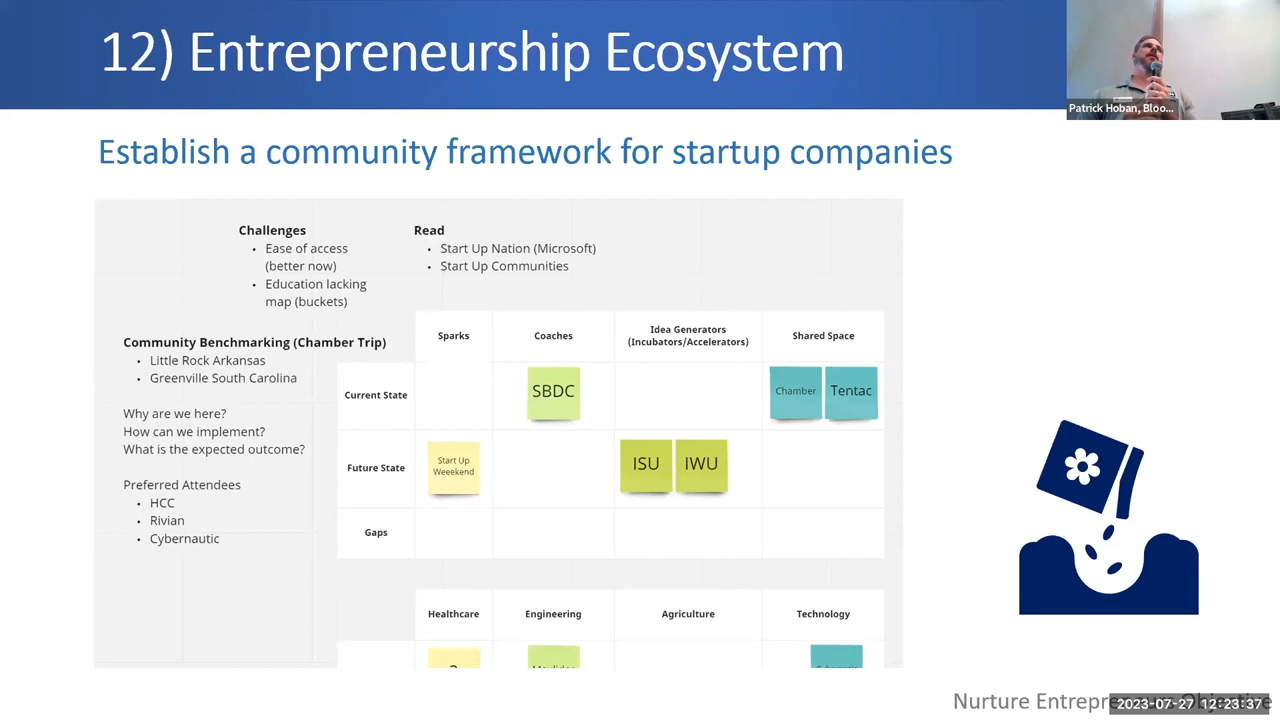 12) Entrepreneurship Ecosystem
Patrick Hoban, Bloo...
Establish a community framework for startup companies
Challenges
• Ease of access
(better now)
• Education lacking
map (buckets)
Read
• Start Up Nation (Microsoft)
• Start Up Communities
Community Benchmarking (Chamber Trip)
• Little Rock Arkansas
• Greenville South Carolina
Why are we here?
How can we implement?
What is the expected outcome?
Preferred Attendees
• HCC
• Rivian
• Cybernautic
Sparks
Coaches
Idea Generators
(Incubators/Accelerators)
Shared Space
Current State
SBDC
Chamber
Tentac
Future State
Start Up
Weeekend
ISU
IWU
Gaps
Healthcare
Engineering
Agriculture
Technology
?
Nurture Entrepreneurs Objective
2023-07-27 12:23:37